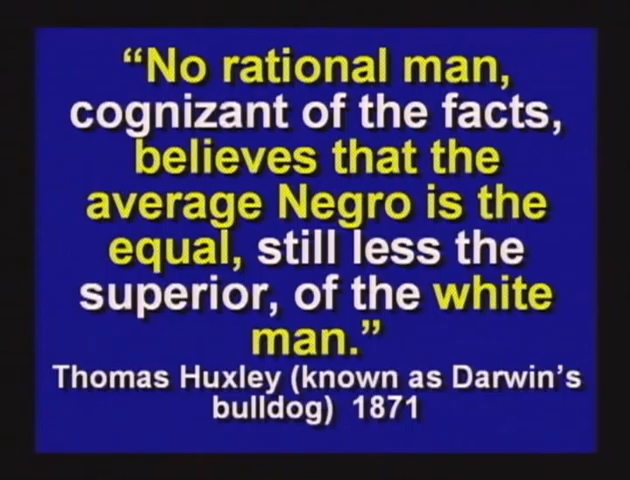 “No rational man,
cognizant of the facts,
believes that the
average Negro is the
equal, still less the
superior, of the white
man.”
Thomas Huxley (known as Darwin’s
bulldog) 1871